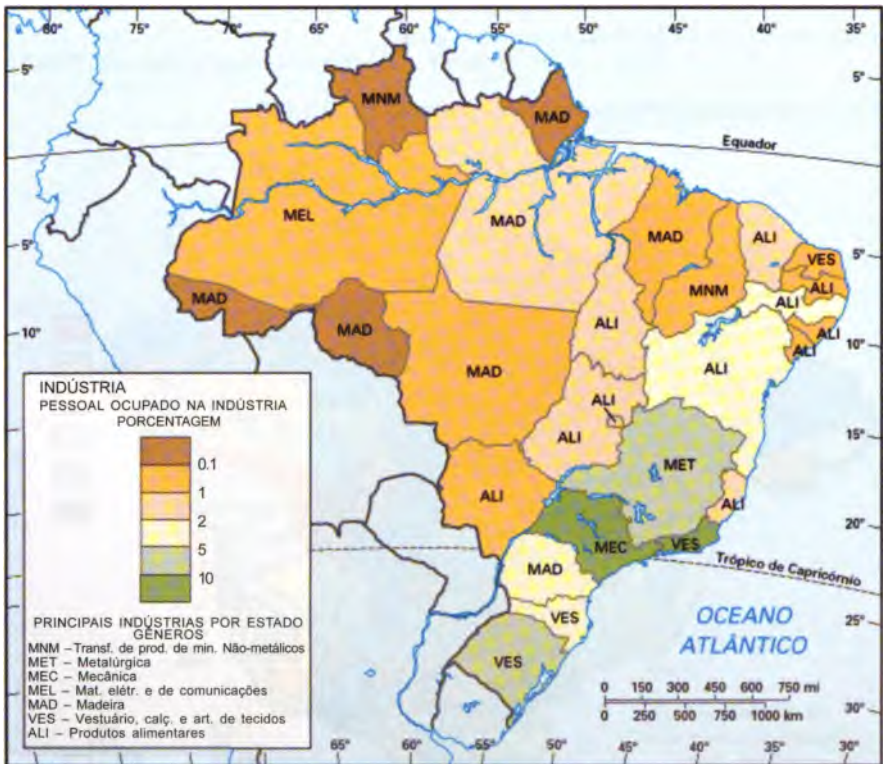 80° 75° 70° 65° 60° 55° 50° 45° 40° 35°
5° 5°
MNM
MAD
Equador
MEL
MAD
MAD
ALI
VES
5° 5°
ALI
MNM
ALI
MAD
MAD
ALI
ALI
ALI
10° 10°
MAD
ALI
ALI
ALI
15° 15°
MET
ALI
ALI
20° 20°
MEC
VES
Trópico de Capricórnio
MAD
VES
25° 25°
OCEANO
ATLÂNTICO
VES
0 150 300 450 600 750 mi
0 250 500 750 1000 km
30° 30°
INDÚSTRIA
PESSOAL OCUPADO NA INDÚSTRIA
PORCENTAGEM
0.1
1
2
5
10
PRINCIPAIS INDÚSTRIAS POR ESTADO
GÊNEROS
MNM –Transf. de prod. de min. Não-metálicos
MET – Metalúrgica
MEC – Mecânica
MEL – Mat. elétr. e de comunicações
MAD – Madeira
VES – Vestuário, calç. e art. de tecidos
ALI – Produtos alimentares
65° 60° 55° 50° 45° 40° 35°